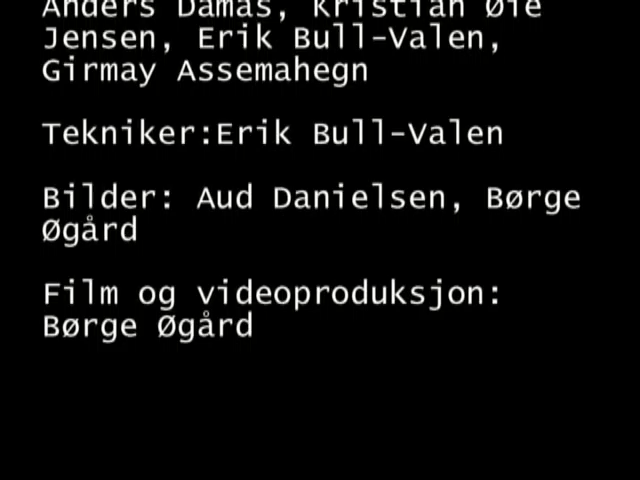 Anders Damas, Kristian Øie
Jensen, Erik Bull-Valen,
Girmay Assemahegn
Tekniker:Erik Bull-Valen
Bilder: Aud Danielsen, Børge
Øgård
Film og videoproduksjon:
Børge Øgård